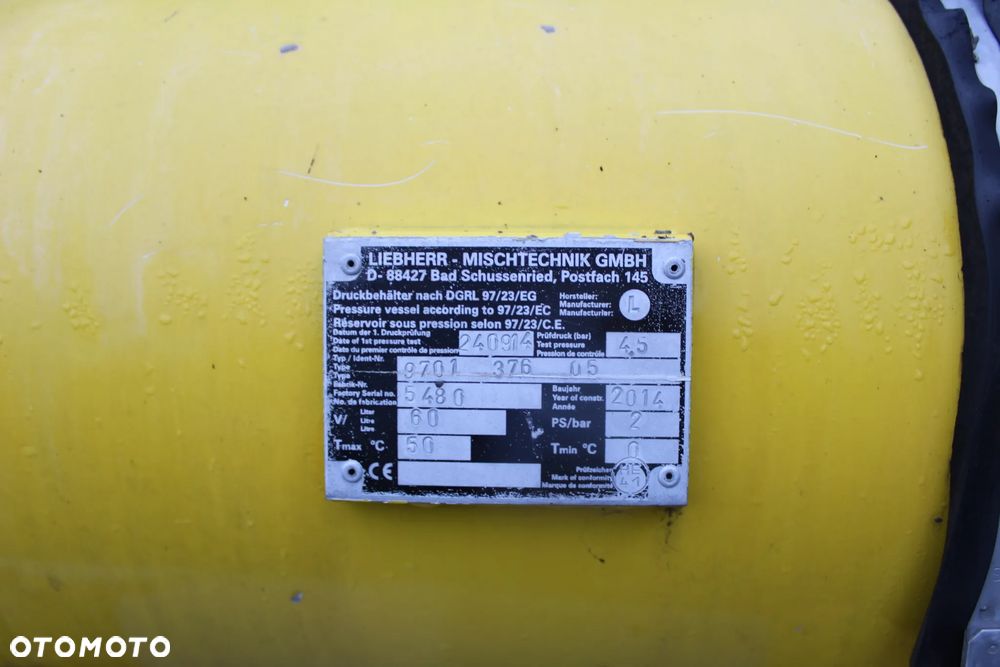 LIEBHERR - MISCHTECHNIK GMBH
D- 88427 Bad Schussenried, Postfach 145
Druckbehälter nach DGRL 97/23/EG
Pressure vessel according to 97/23/EC
Réservoir sous pression selon 97/23/C.E.
Hersteller:
Manufacturer:
Manufacturier:
L
Datum der 1. Druckprüfung
Date of 1st pressure test
Date du premier contrôle de pression
240914
Prüfdruck (bar)
Test pressure
Pression de contrôle
4,5
Typ / Ident-Nr.
Type
Type
9701 376 05
Fabrik-Nr.
Factory Serial no.
No. de fabrication
5480
Baujahr
Year of constr.
Année
2014
V/
Liter
Litre
Litre
60
PS/bar
2
Tmax °C
50
Tmin °C
0
CE
Prüfzeichen
Mark of conformity
Marque de conformité
41
OTOMOTO